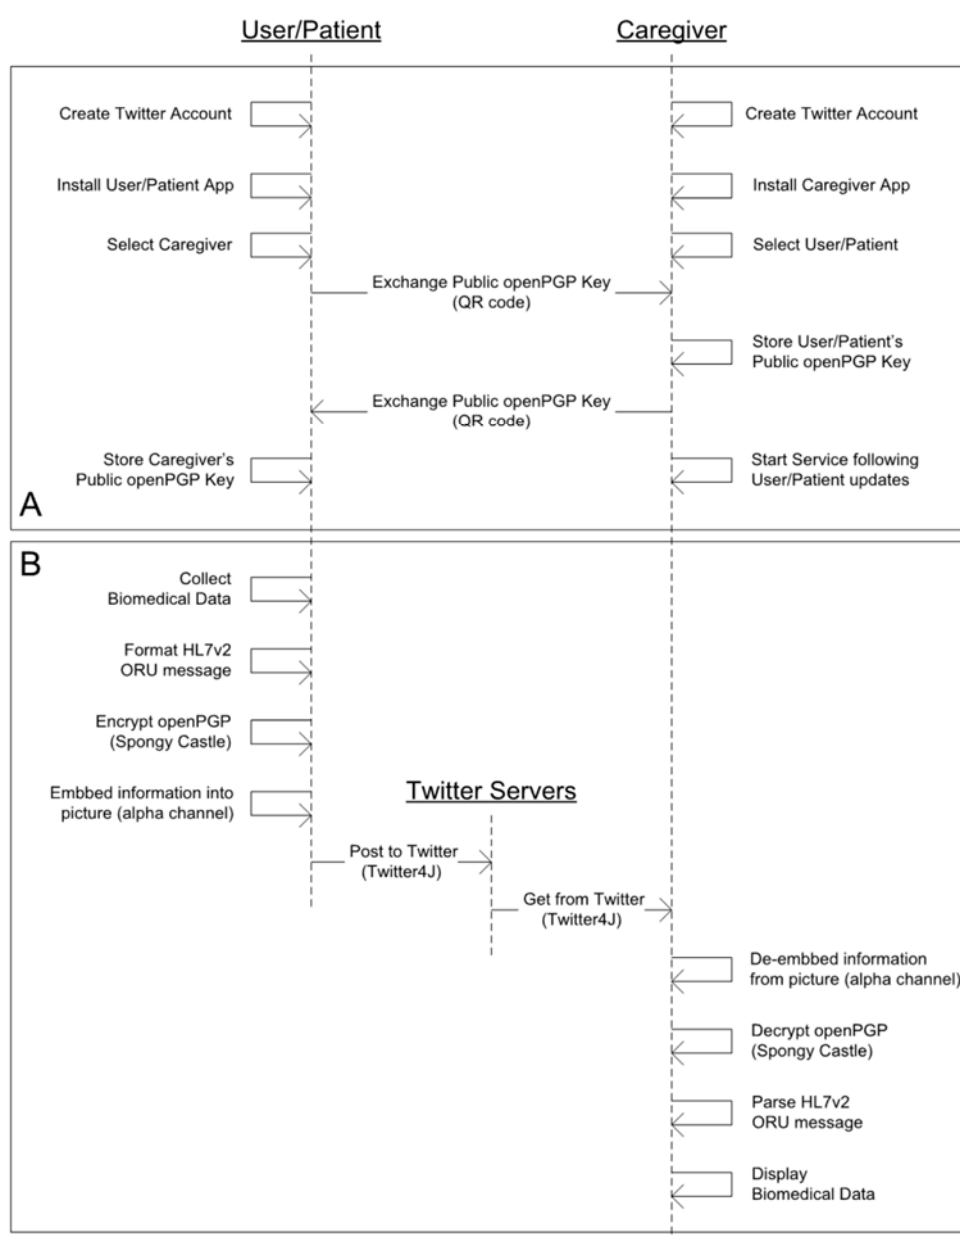 User/Patient
Caregiver
Create Twitter Account
Create Twitter Account
Install User/Patient App
Install Caregiver App
Select Caregiver
Select User/Patient
Exchange Public openPGP Key
(QR code)
Store User/Patient's
Public openPGP Key
Exchange Public openPGP Key
(QR code)
Store Caregiver's
Public openPGP Key
Start Service following
User/Patient updates
A
B
Collect
Biomedical Data
Format HL7v2
ORU message
Encrypt openPGP
(Spongy Castle)
Embbed information into
picture (alpha channel)
Twitter Servers
Post to Twitter
(Twitter4J)
Get from Twitter
(Twitter4J)
De-embbed information
from picture (alpha channel)
Decrypt openPGP
(Spongy Castle)
Parse HL7v2
ORU message
Display
Biomedical Data